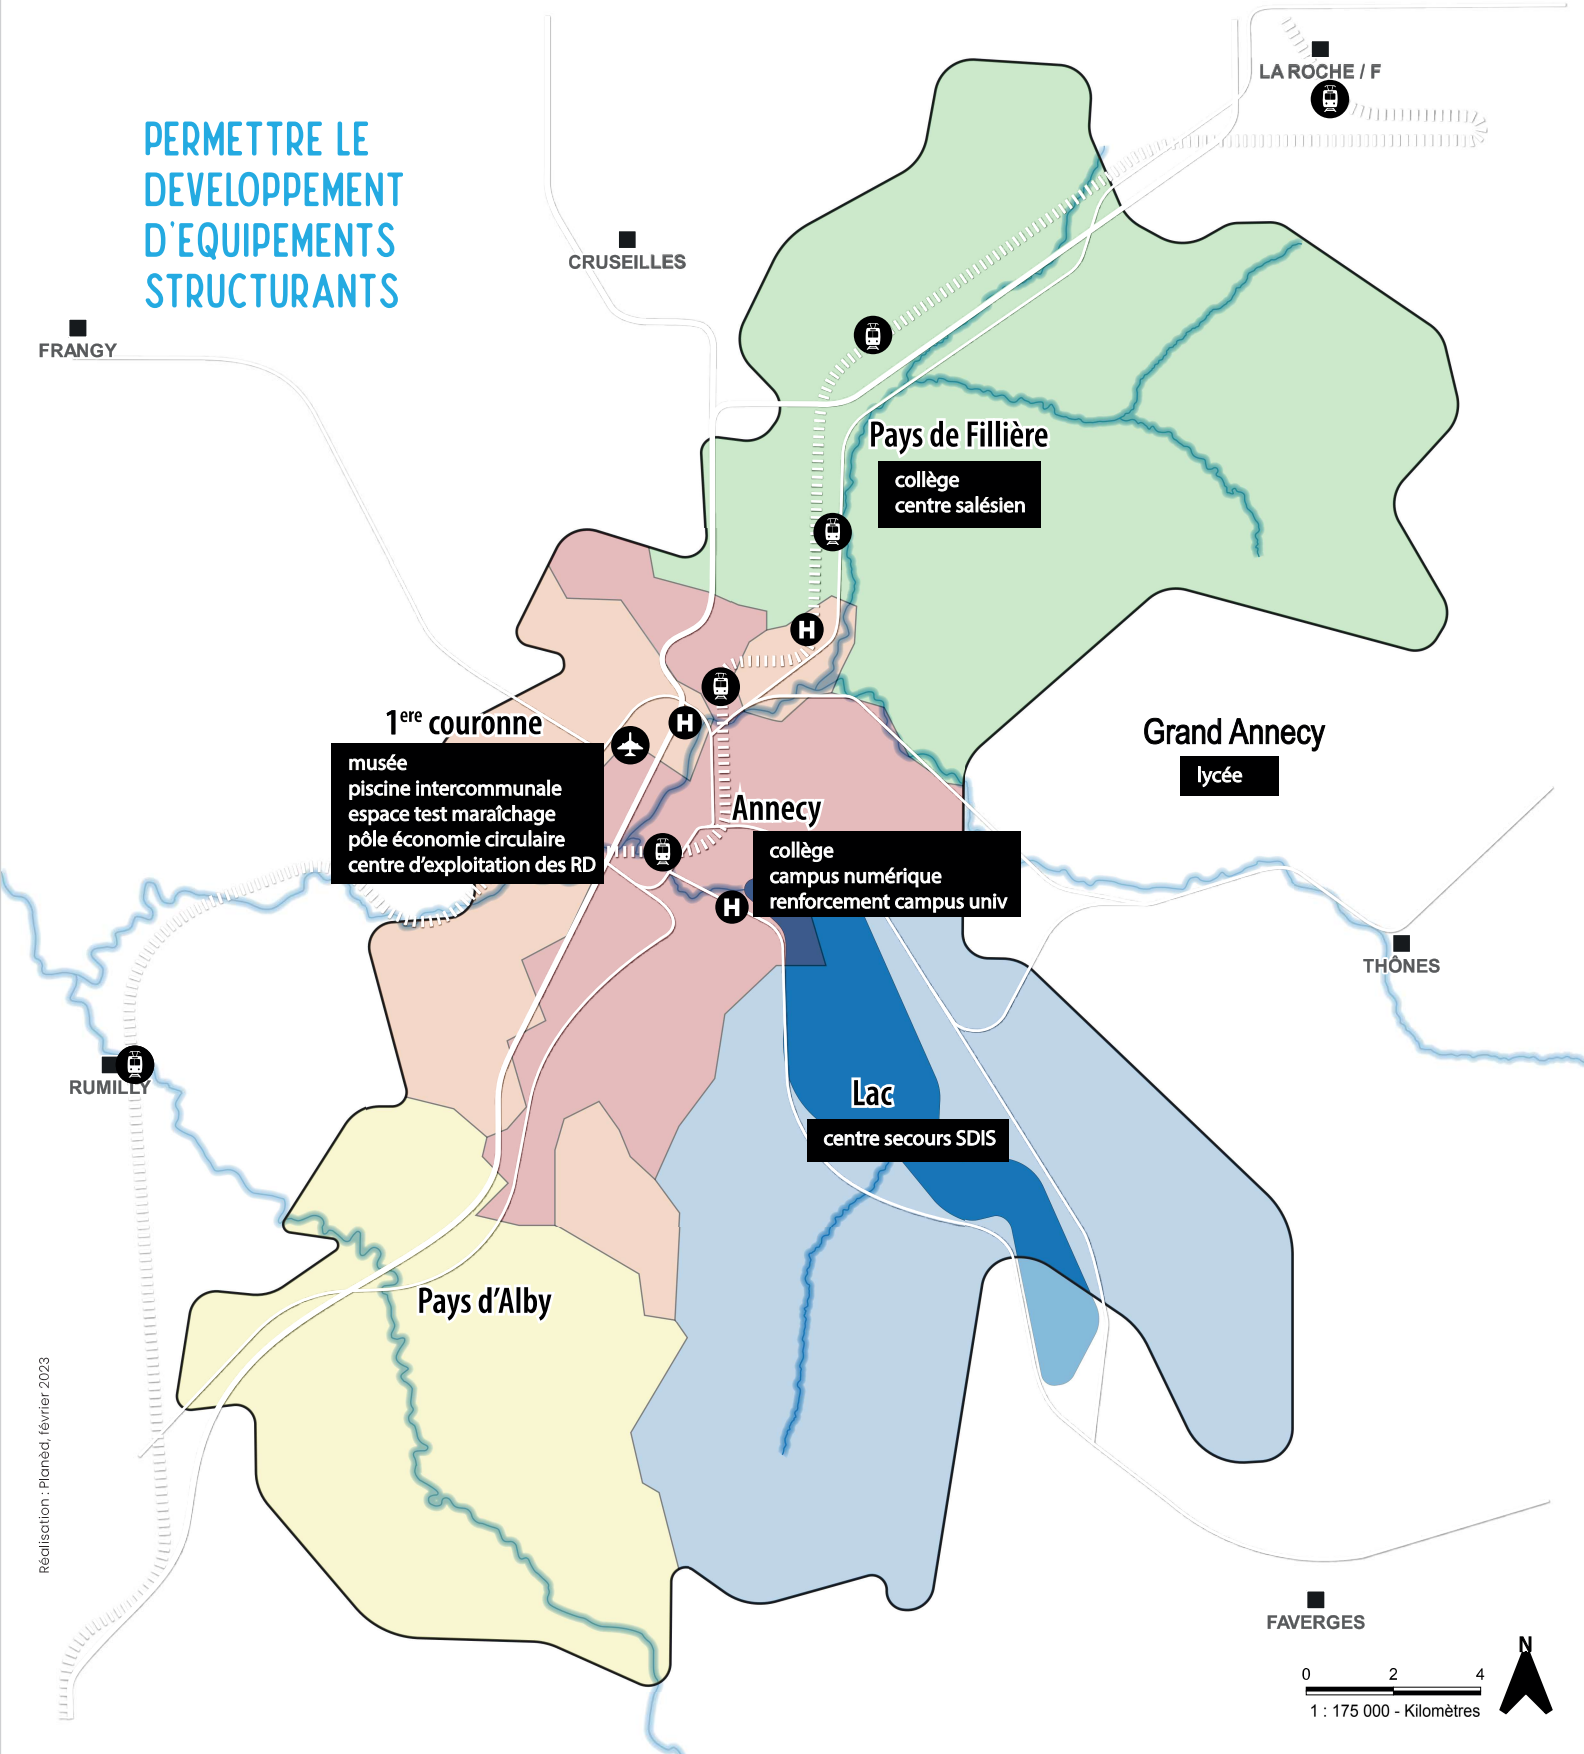 PERMETTRE LE
DEVELOPPEMENT
D'EQUIPEMENTS
STRUCTURANTS
LA ROCHE / F
CRUSEILLES
FRANGY
Pays de Fillière
collège
centre salésien
H
H
1ere couronne
musée
piscine intercommunale
espace test maraîchage
pôle économie circulaire
centre d'exploitation des RD
Grand Annecy
lycée
Annecy
collège
campus numérique
renforcement campus univ
H
THÔNES
RUMILLY
Lac
centre secours SDIS
Pays d'Alby
Réalisation : Planèd, février 2023
FAVERGES
N
0 2 4
1 : 175 000 - Kilomètres